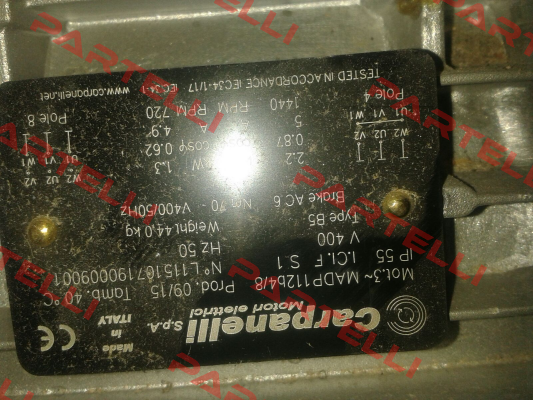 Carpanelli S.p.A.
Motori elettrici
Made in ITALY
CE
Mot.3~ MADP112b4/8 Prod. 09/15 Tamb. 40 °C
IP 55 I.Cl. F S.1
V 400 Hz 50 Weight 44,0 kg
Type B5
Brake AC 6 Nm 70 - V400/50HZ
2.2 kW 1.3
0.87 cosφ 0.62
5 A 4.9
1440 RPM RPM 720
Pole 4
W2 U2 V2
U1 V1 W1
Pole 8
W2 U2 V2
U1 V1 W1
TESTED IN ACCORDANCE IEC34-1/17 IEC34-1
www.carpanelli.net
PARTELLI
PARTELLI
PARTELLI
PARTELLI
PARTELLI
PARTELLI